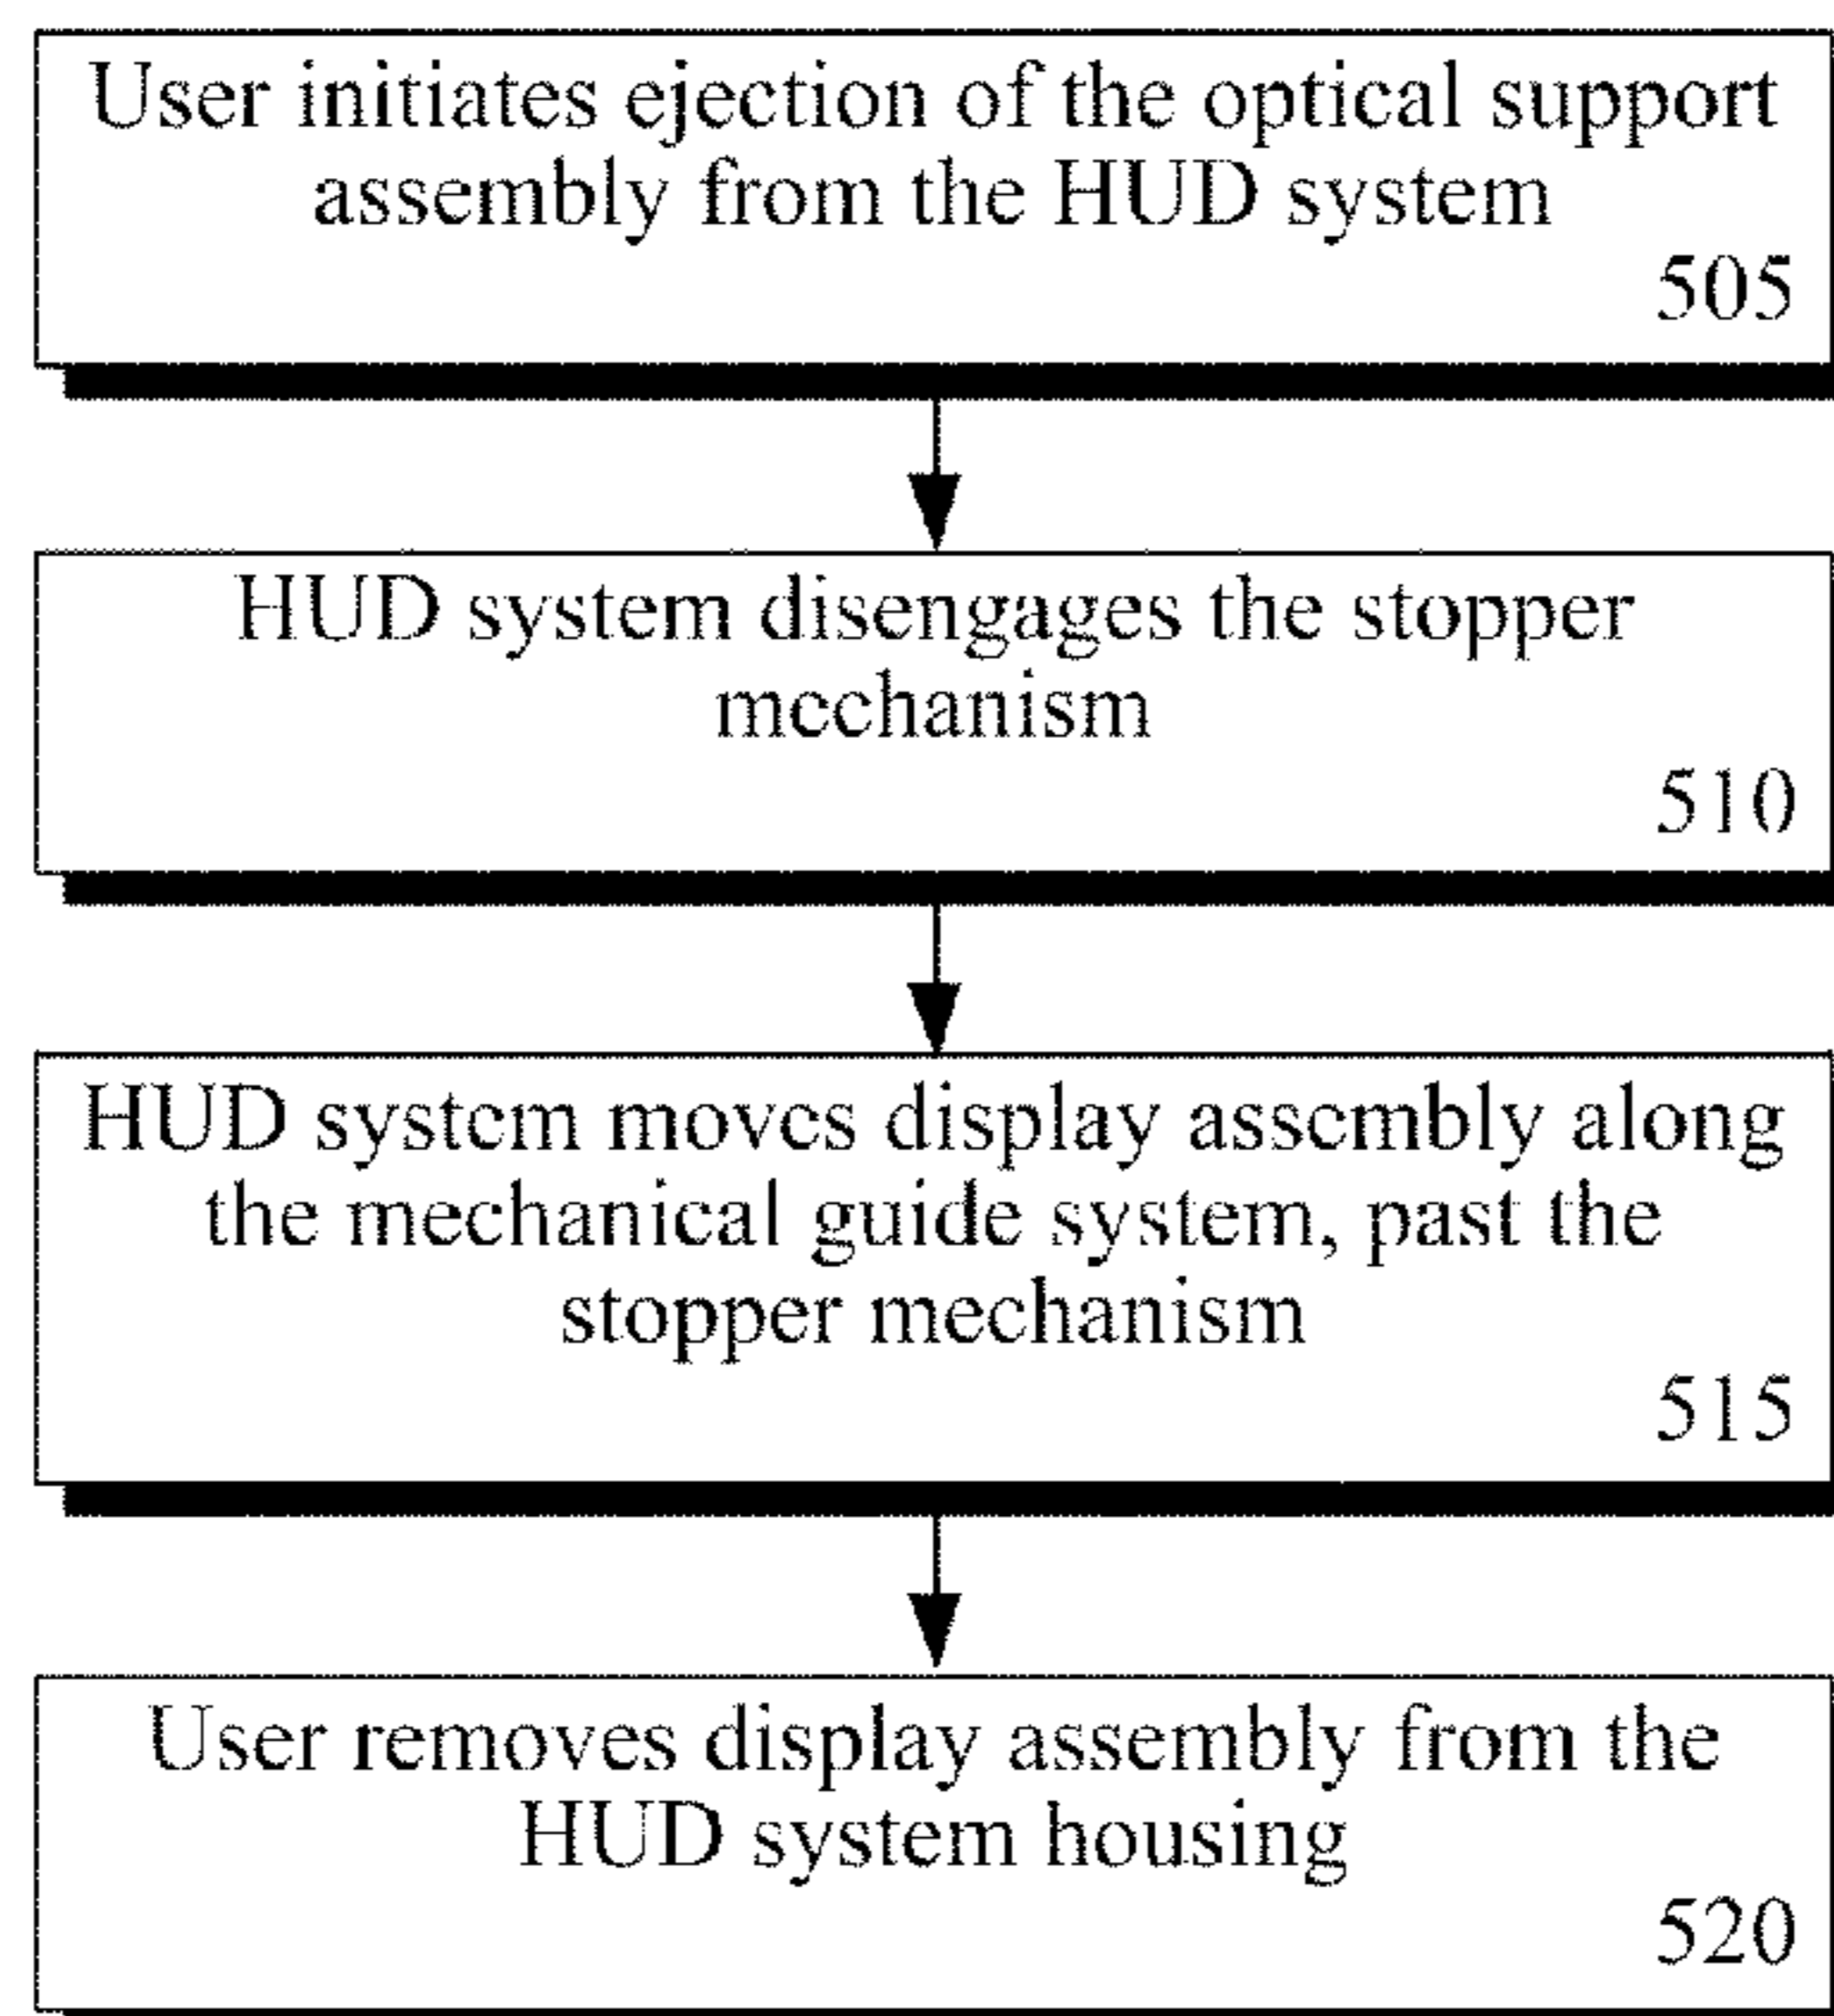 User initiates ejection of the optical support
assembly from the HUD system
505
HUD system disengages the stopper
mechanism
510
HUD system moves display assembly along
the mechanical guide system, past the
stopper mechanism
515
User removes display assembly from the
HUD system housing
520